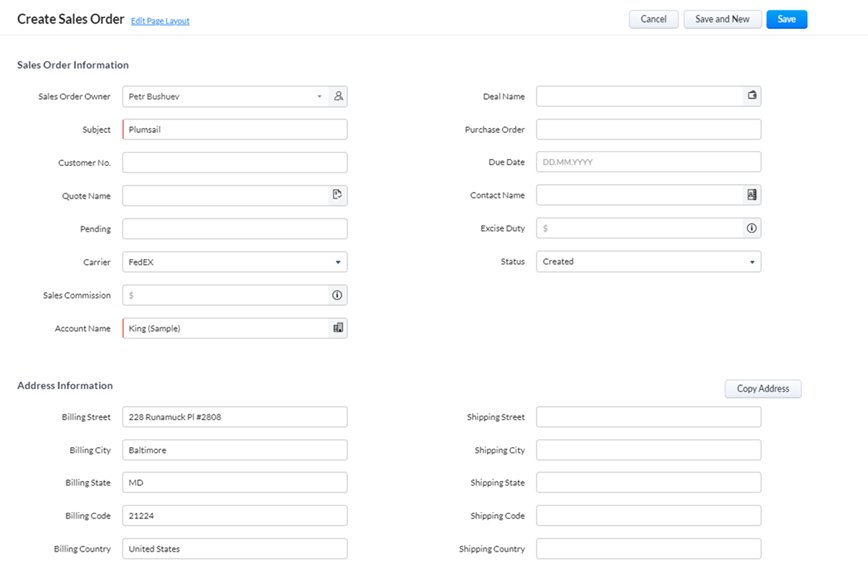 Create Sales Order Edit Page Layout Cancel Save and New Save
Sales Order Information
Sales Order Owner Petr Bushuev Deal Name
Subject Plumsail Purchase Order
Customer No. Due Date DD.MM.YYYY
Quote Name Contact Name
Pending Excise Duty $
Carrier FedEX Status Created
Sales Commission $
Account Name King (Sample)
Address Information Copy Address
Billing Street 228 Runamuck Pl #2808 Shipping Street
Billing City Baltimore Shipping City
Billing State MD Shipping State
Billing Code 21224 Shipping Code
Billing Country United States Shipping Country